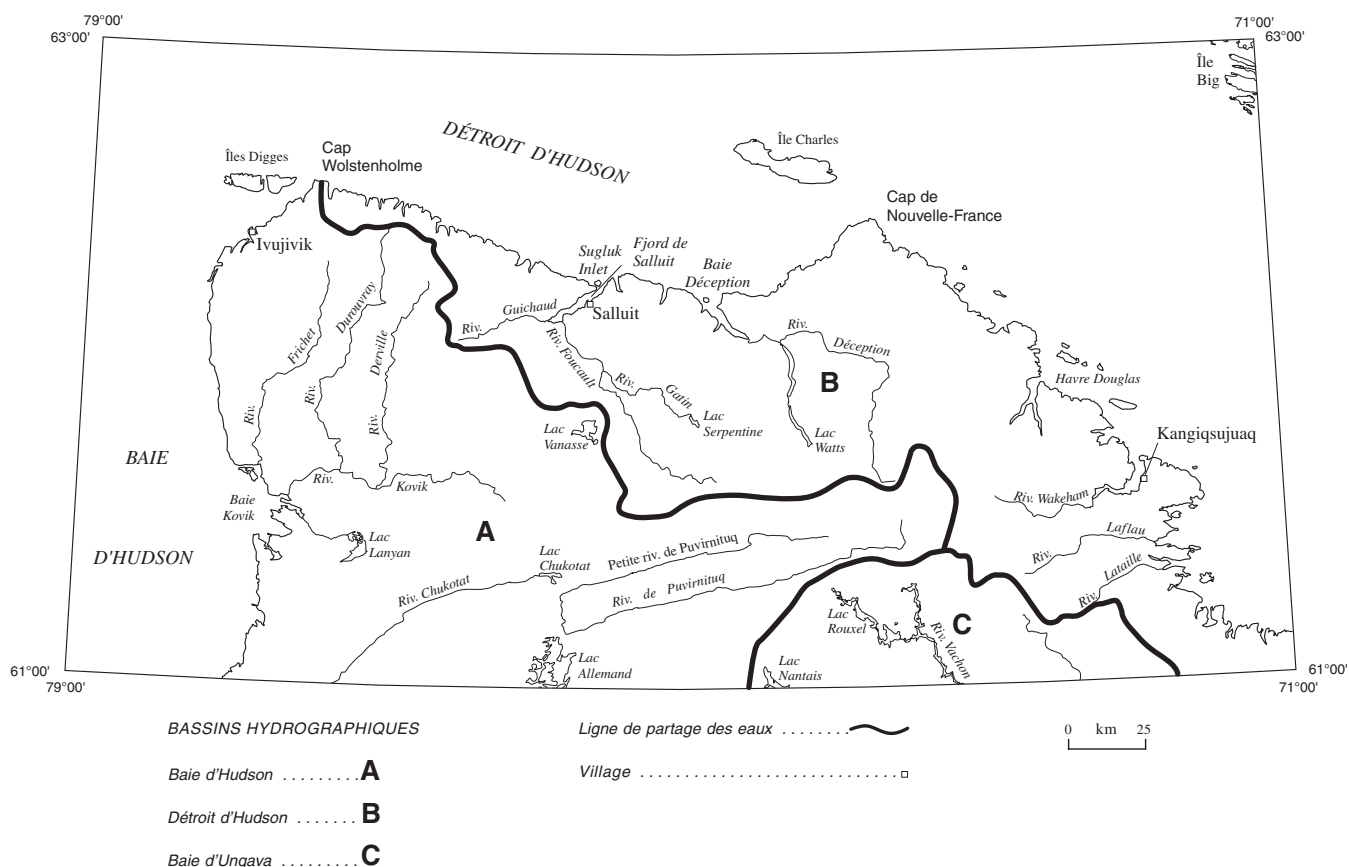 79°00'
63°00'
71°00'
63°00'
Île
Big
DÉTROIT D'HUDSON
Île Charles
Cap
Wolstenholme
Îles Digges
Cap de
Nouvelle-France
Ivujivik
Sugluk
Inlet
Fjord de
Salluit
Baie
Déception
Salluit
Riv. Guichaud
Riv. Foucault
Riv. Gatin
Lac
Serpentine
Riv. Déception
B
Lac
Watts
Havre Douglas
Kangiqsujuaq
Riv. Frichet
Riv. Durouvray
Riv. Derville
Lac
Vanasse
BAIE
D'HUDSON
Riv. Kovik
Baie
Kovik
A
Lac
Lanyan
Riv. Wakeham
Riv. Laflau
Riv. Lataille
Lac
Chukotat
Riv. Chukotat
Petite riv. de Puvirnituq
Riv. de Puvirnituq
Lac
Rouxel
C
Riv. Vachon
Lac
Allemand
Lac
Nantais
61°00'
79°00'
61°00'
71°00'
BASSINS HYDROGRAPHIQUES
Baie d'Hudson ......... A
Détroit d'Hudson ....... B
Baie d'Ungava ......... C
Ligne de partage des eaux ........
Village .............................
0 km 25